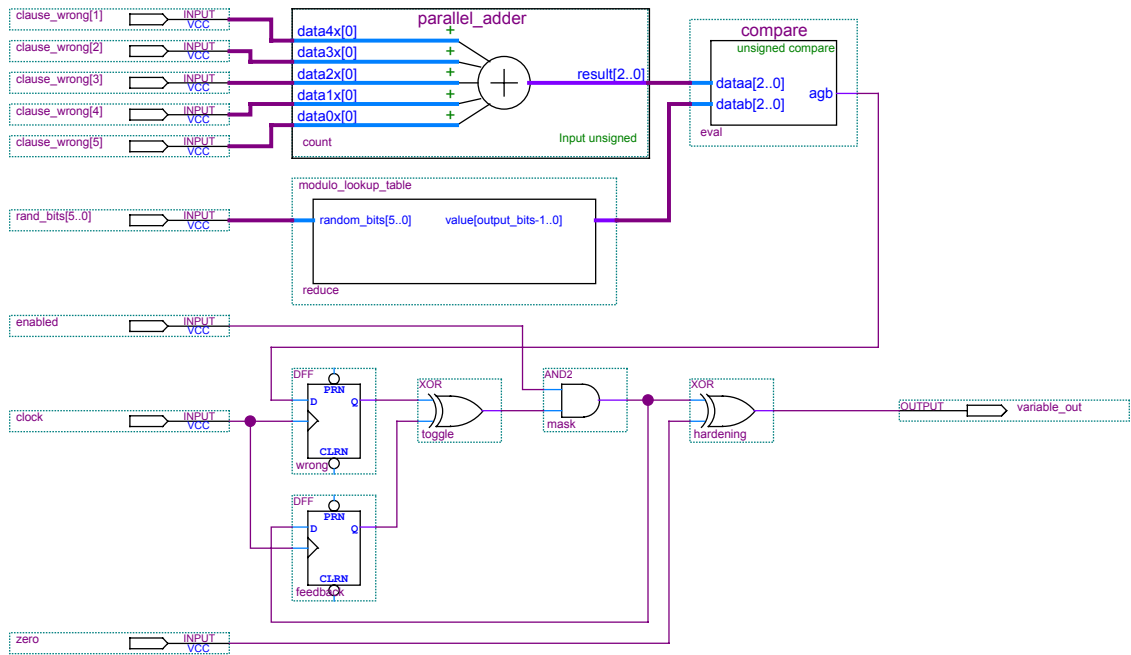 clause_wrong[1]
INPUT
VCC
clause_wrong[2]
INPUT
VCC
clause_wrong[3]
INPUT
VCC
clause_wrong[4]
INPUT
VCC
clause_wrong[5]
INPUT
VCC
parallel_adder
data4x[0]
+
data3x[0]
+
data2x[0]
+
data1x[0]
+
data0x[0]
+
result[2..0]
count
Input unsigned
compare
unsigned compare
dataa[2..0]
datab[2..0]
agb
eval
rand_bits[5..0]
INPUT
VCC
modulo_lookup_table
random_bits[5..0]
value[output_bits-1..0]
reduce
enabled
INPUT
VCC
clock
INPUT
VCC
DFF
PRN
D
Q
CLRN
wrong
XOR
toggle
AND2
mask
XOR
hardening
OUTPUT
variable_out
DFF
PRN
D
Q
CLRN
feedback
zero
INPUT
VCC